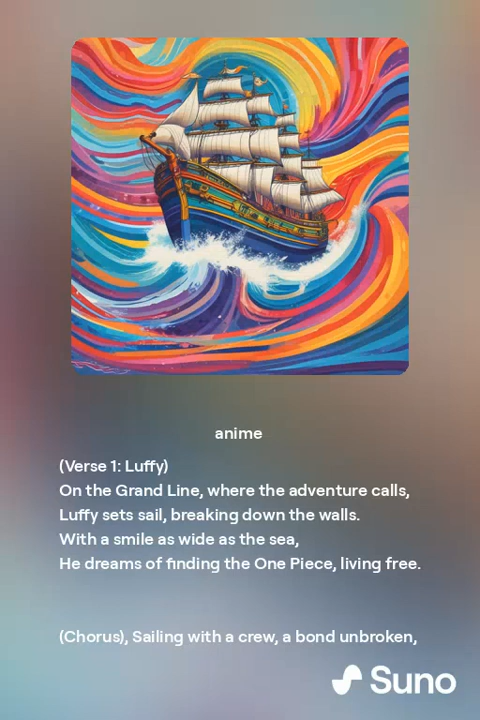 anime
(Verse 1: Luffy)
On the Grand Line, where the adventure calls,
Luffy sets sail, breaking down the walls.
With a smile as wide as the sea,
He dreams of finding the One Piece, living free.
(Chorus), Sailing with a crew, a bond unbroken,
Suno